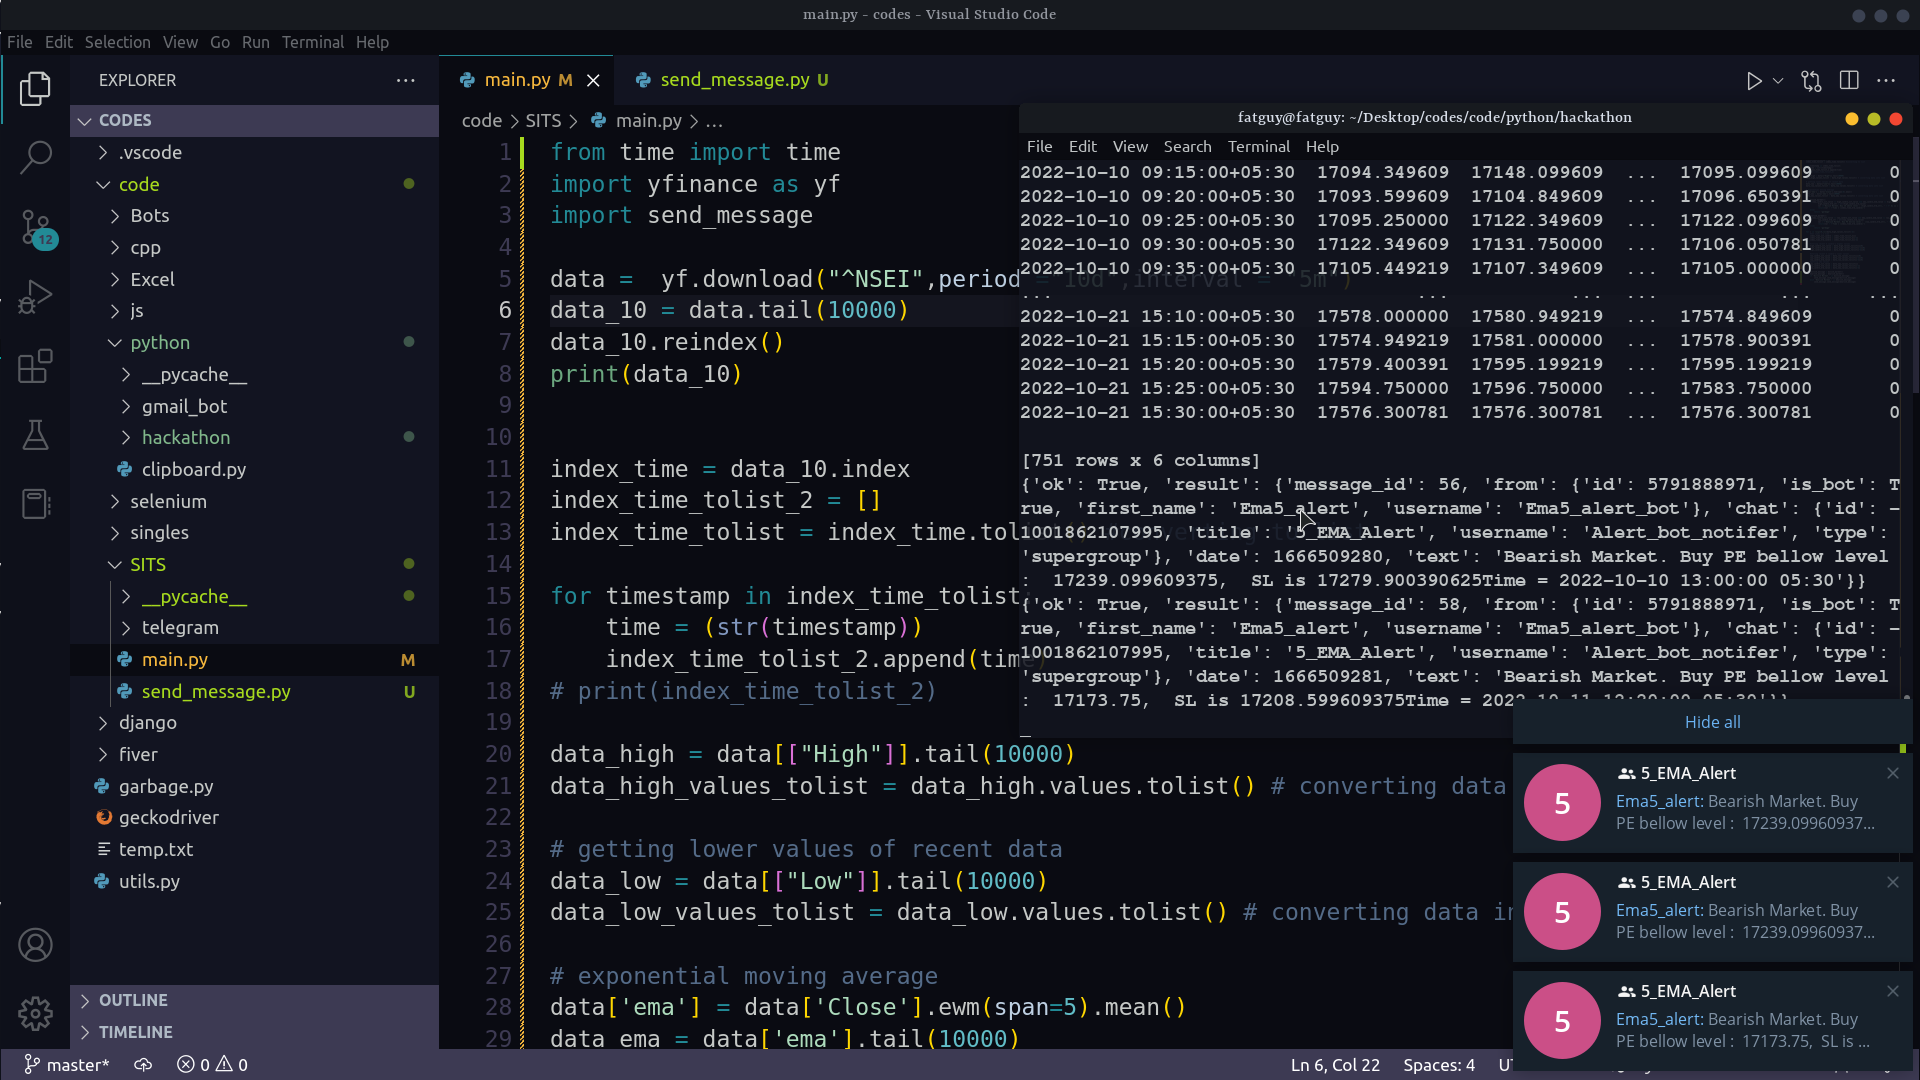 main.py - codes - Visual Studio Code
File Edit Selection View Go Run Terminal Help
EXPLORER
CODES
.vscode
code
Bots
cpp
Excel
js
python
__pycache__
gmail_bot
hackathon
clipboard.py
selenium
singles
SITS
__pycache__
telegram
main.py M
send_message.py U
django
fiver
garbage.py
geckodriver
temp.txt
utils.py
OUTLINE
TIMELINE
12
main.py M
send_message.py U
code > SITS > main.py > ...
1 from time import time
2 import yfinance as yf
3 import send_message
4
5 data =  yf.download("^NSEI",period = "10d",interval = "5m")
6 data_10 = data.tail(10000)
7 data_10.reindex()
8 print(data_10)
9
10
11 index_time = data_10.index
12 index_time_tolist_2 = []
13 index_time_tolist = index_time.tol
14
15 for timestamp in index_time_tolist:
16 time = (str(timestamp))
17 index_time_tolist_2.append(time)
18 # print(index_time_tolist_2)
19
20 data_high = data[["High"]].tail(10000)
21 data_high_values_tolist = data_high.values.tolist() # converting data
22
23 # getting lower values of recent data
24 data_low = data[["Low"]].tail(10000)
25 data_low_values_tolist = data_low.values.tolist() # converting data in
26
27 # exponential moving average
28 data['ema'] = data['Close'].ewm(span=5).mean()
29 data_ema = data['ema'].tail(10000)
fatguy@fatguy: ~/Desktop/codes/code/python/hackathon
File Edit View Search Terminal Help
2022-10-10 09:15:00+05:30  17094.349609  17148.099609  ...  17095.099609  0
2022-10-10 09:20:00+05:30  17093.599609  17104.849609  ...  17096.650391  0
2022-10-10 09:25:00+05:30  17095.250000  17122.349609  ...  17122.099609  0
2022-10-10 09:30:00+05:30  17122.349609  17131.750000  ...  17106.050781  0
2022-10-10 09:35:00+05:30  17105.449219  17107.349609  ...  17105.000000  0
...  ...  ...  ...  ...  ...
2022-10-21 15:10:00+05:30  17578.000000  17580.949219  ...  17574.849609  0
2022-10-21 15:15:00+05:30  17574.949219  17581.000000  ...  17578.900391  0
2022-10-21 15:20:00+05:30  17579.400391  17595.199219  ...  17595.199219  0
2022-10-21 15:25:00+05:30  17594.750000  17596.750000  ...  17583.750000  0
2022-10-21 15:30:00+05:30  17576.300781  17576.300781  ...  17576.300781  0
[751 rows x 6 columns]
{'ok': True, 'result': {'message_id': 56, 'from': {'id': 5791888971, 'is_bot': T
rue, 'first_name': 'Ema5_alert', 'username': 'Ema5_alert_bot'}, 'chat': {'id': -
1001862107995, 'title': '5_EMA_Alert', 'username': 'Alert_bot_notifer', 'type':
'supergroup'}, 'date': 1666509280, 'text': 'Bearish Market. Buy PE bellow level
:  17239.099609375,  SL is 17279.900390625Time = 2022-10-10 13:00:00 05:30'}}
{'ok': True, 'result': {'message_id': 58, 'from': {'id': 5791888971, 'is_bot': T
rue, 'first_name': 'Ema5_alert', 'username': 'Ema5_alert_bot'}, 'chat': {'id': -
1001862107995, 'title': '5_EMA_Alert', 'username': 'Alert_bot_notifer', 'type':
'supergroup'}, 'date': 1666509281, 'text': 'Bearish Market. Buy PE bellow level
:  17173.75,  SL is 17208.599609375Time = 2022-10-11 12:20:00 05:30'}}
Hide all
5
5_EMA_Alert
Ema5_alert: Bearish Market. Buy
PE bellow level :  17239.09960937...
5
5_EMA_Alert
Ema5_alert: Bearish Market. Buy
PE bellow level :  17239.09960937...
5
5_EMA_Alert
Ema5_alert: Bearish Market. Buy
PE bellow level :  17173.75,  SL is ...
master* 0 0 Ln 6, Col 22 Spaces: 4